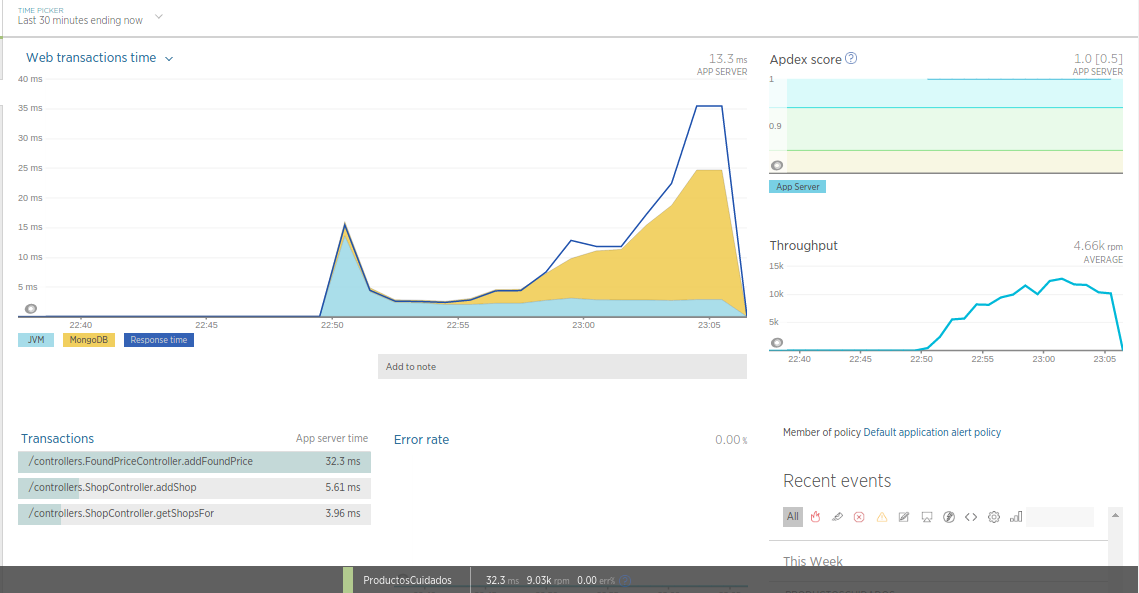 TIME PICKER
Last 30 minutes ending now
Web transactions time
13.3 ms
APP SERVER
40 ms
35 ms
30 ms
25 ms
20 ms
15 ms
10 ms
5 ms
22:40 22:45 22:50 22:55 23:00 23:05
JVM MongoDB Response time
Add to note
Apdex score ?
1.0 [0.5]
APP SERVER
1
0.9
App Server
Throughput
4.66k rpm
AVERAGE
15k
10k
5k
22:40 22:45 22:50 22:55 23:00 23:05
Transactions App server time
/controllers.FoundPriceController.addFoundPrice 32.3 ms
/controllers.ShopController.addShop 5.61 ms
/controllers.ShopController.getShopsFor 3.96 ms
Error rate 0.00 %
Member of policy Default application alert policy
Recent events
All
This Week
ProductosCuidados 32.3 ms 9.03k rpm 0.00 err%